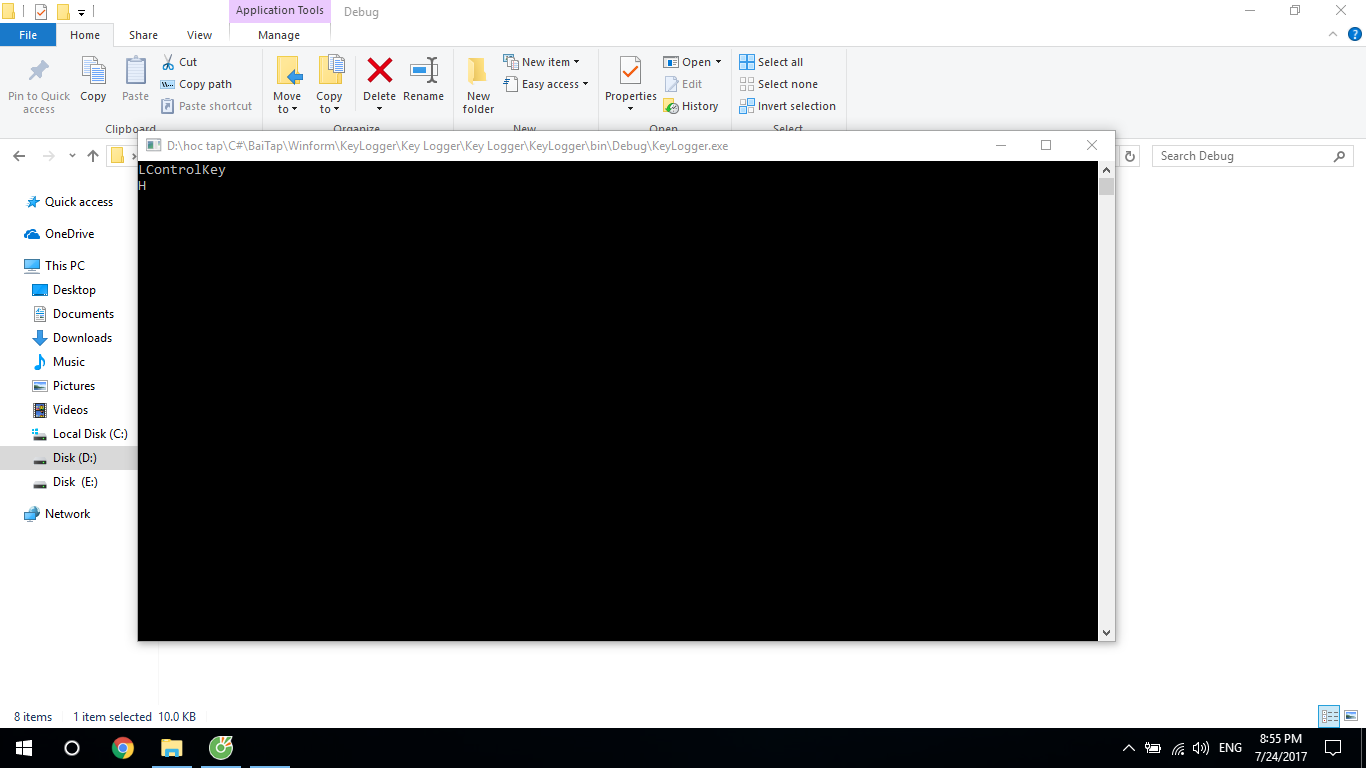 Application Tools Debug
File Home Share View Manage
Pin to Quick access
Copy
Paste
Cut
Copy path
Paste shortcut
Clipboard
Move to
Copy to
Delete
Rename
Organize
New folder
New item
Easy access
New
Properties
Open
Edit
History
Open
Select all
Select none
Invert selection
Select
D:\hoc tap\C#\BaiTap\Winform\KeyLogger\Key Logger\Key Logger\KeyLogger\bin\Debug\KeyLogger.exe
Search Debug
LControlKey
H
Quick access
OneDrive
This PC
Desktop
Documents
Downloads
Music
Pictures
Videos
Local Disk (C:)
Disk (D:)
Disk (E:)
Network
8 items 1 item selected 10.0 KB
ENG
8:55 PM
7/24/2017